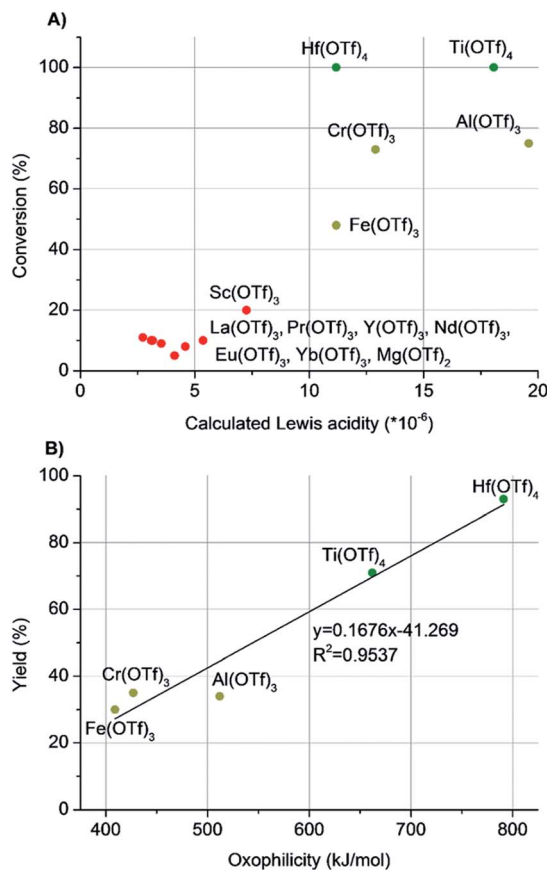 A)
Hf(OTf)₄
Ti(OTf)₄
100
Cr(OTf)₃
Al(OTf)₃
80
60
Fe(OTf)₃
40
Sc(OTf)₃
20
La(OTf)₃, Pr(OTf)₃, Y(OTf)₃, Nd(OTf)₃,
Eu(OTf)₃, Yb(OTf)₃, Mg(OTf)₂
0
Conversion (%)
0 5 10 15 20
Calculated Lewis acidity (*10⁻⁶)
B)
100
Hf(OTf)₄
80
Ti(OTf)₄
60
y=0.1676x-41.269
R²=0.9537
40
Cr(OTf)₃
Al(OTf)₃
Fe(OTf)₃
20
0
Yield (%)
400 500 600 700 800
Oxophilicity (kJ/mol)